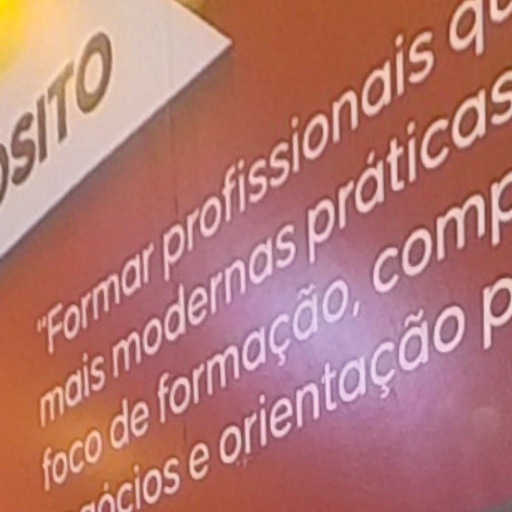 OSITO
"Formar profissionais qu
mais modernas práticas
foco de formação, comp
gócios e orientação p